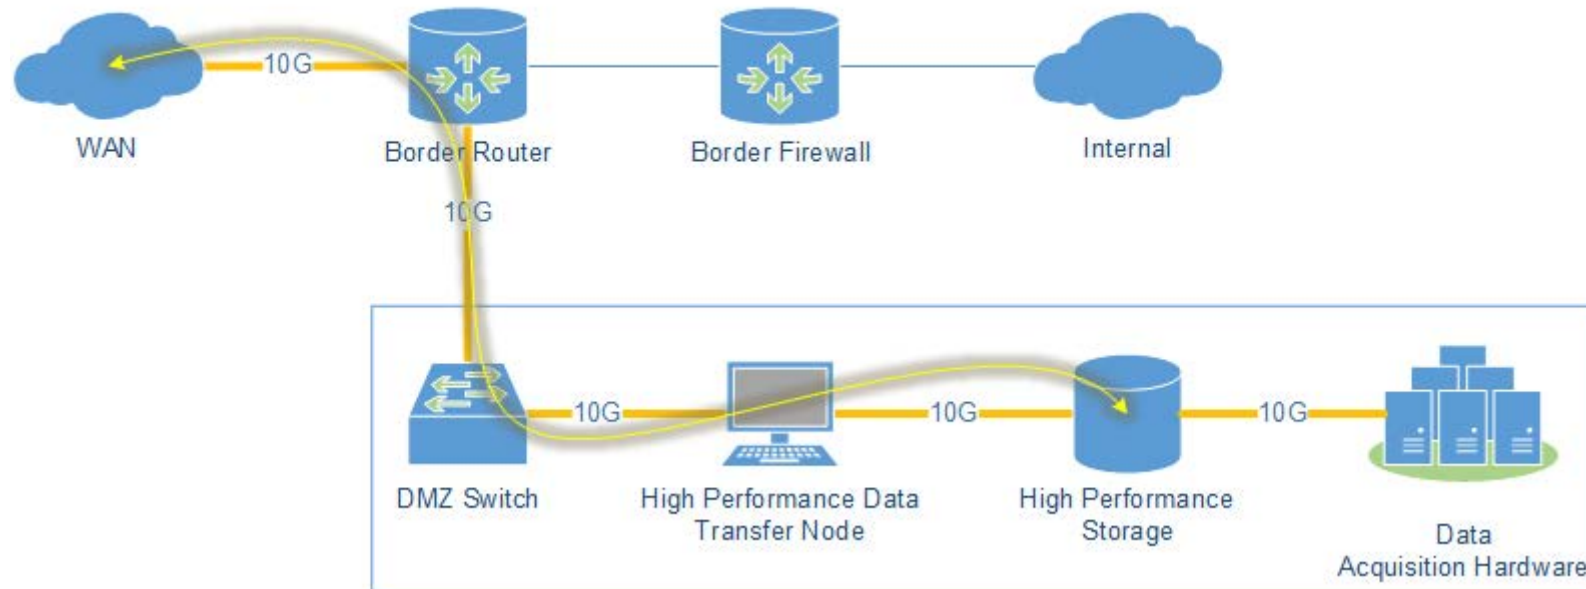 10G
WAN
Border Router
Border Firewall
Internal
10G
10G
10G
10G
DMZ Switch
High Performance Data
Transfer Node
High Performance
Storage
Data
Acquisition Hardware